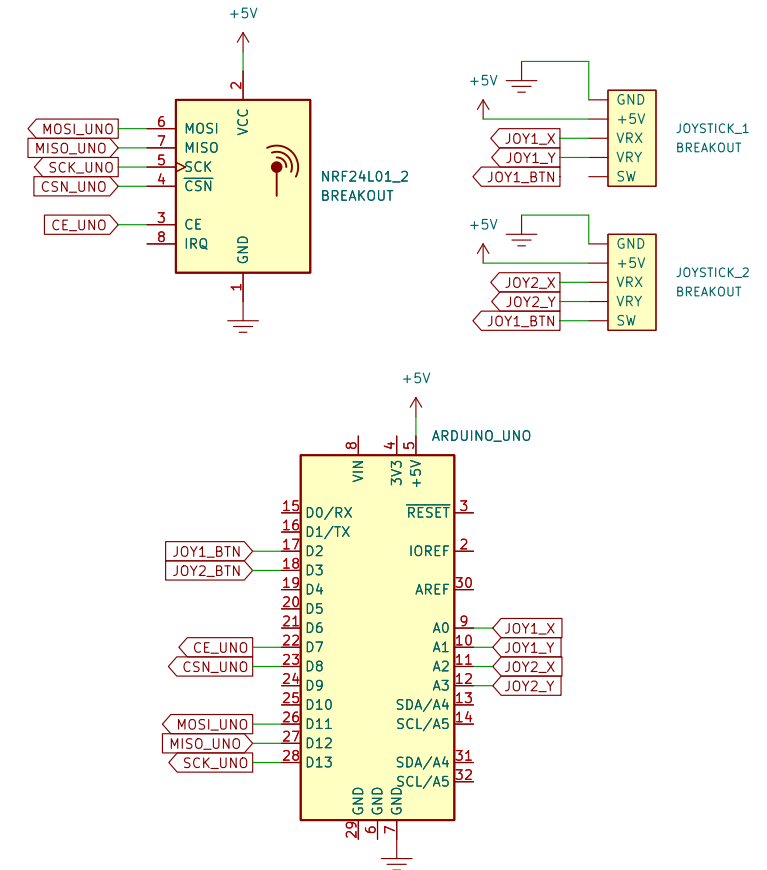 +5V
2
VCC
MOSI_UNO 6 MOSI
MISO_UNO 7 MISO
SCK_UNO 5 SCK
CSN_UNO 4 CSN
CE_UNO 3 CE
8 IRQ
GND
1
NRF24L01_2
BREAKOUT
+5V
GND
+5V
JOY1_X VRX
JOY1_Y VRY
JOY1_BTN SW
JOYSTICK_1
BREAKOUT
+5V
GND
+5V
JOY2_X VRX
JOY2_Y VRY
JOY1_BTN SW
JOYSTICK_2
BREAKOUT
+5V
ARDUINO_UNO
8 4 5
VIN 3V3 +5V
15 D0/RX RESET 3
16 D1/TX
JOY1_BTN 17 D2 IOREF 2
JOY2_BTN 18 D3
19 D4 AREF 30
20 D5
21 D6 A0 9 JOY1_X
CE_UNO 22 D7 A1 10 JOY1_Y
CSN_UNO 23 D8 A2 11 JOY2_X
24 D9 A3 12 JOY2_Y
25 D10 SDA/A4 13
MOSI_UNO 26 D11 SCL/A5 14
MISO_UNO 27 D12
SCK_UNO 28 D13 SDA/A4 31
SCL/A5 32
GND GND GND
29 6 7